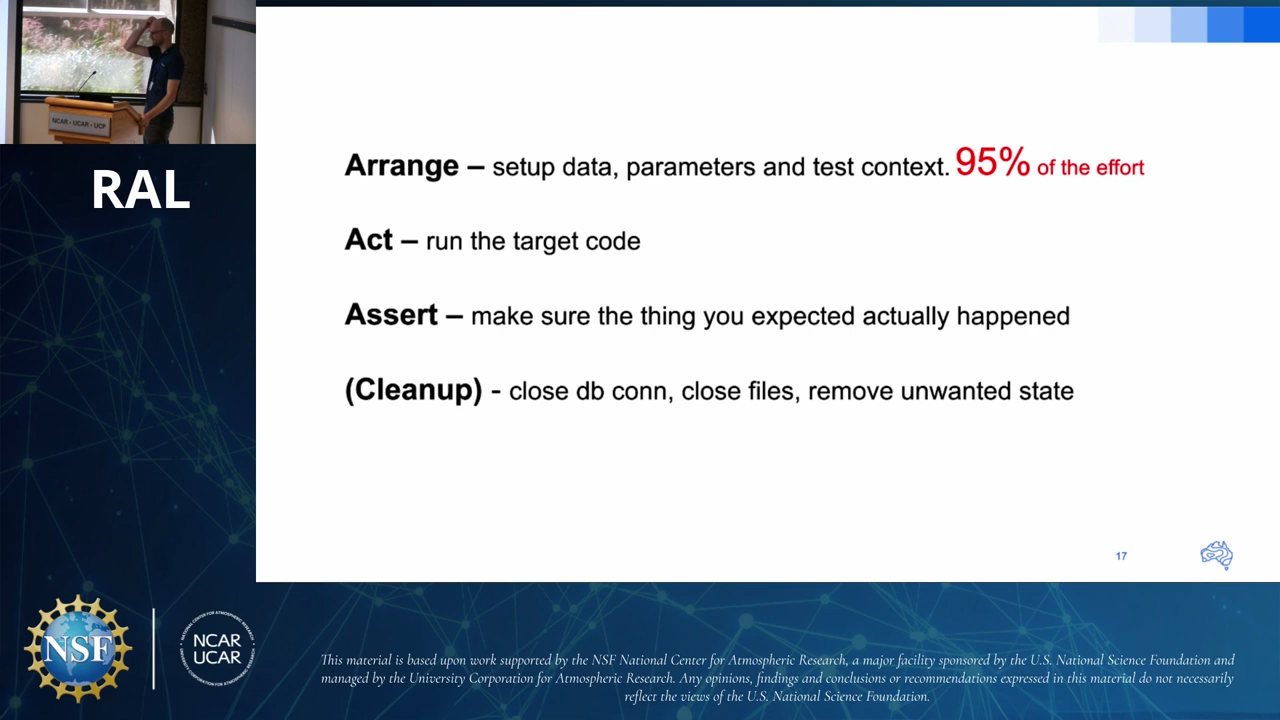 NCAR • UCAR • UCP
RAL
Arrange – setup data, parameters and test context. 95% of the effort
Act – run the target code
Assert – make sure the thing you expected actually happened
(Cleanup) - close db conn, close files, remove unwanted state
17
NSF
NCAR
UCAR
This material is based upon work supported by the NSF National Center for Atmospheric Research, a major facility sponsored by the U.S. National Science Foundation and
managed by the University Corporation for Atmospheric Research. Any opinions, findings and conclusions or recommendations expressed in this material do not necessarily
reflect the views of the U.S. National Science Foundation.